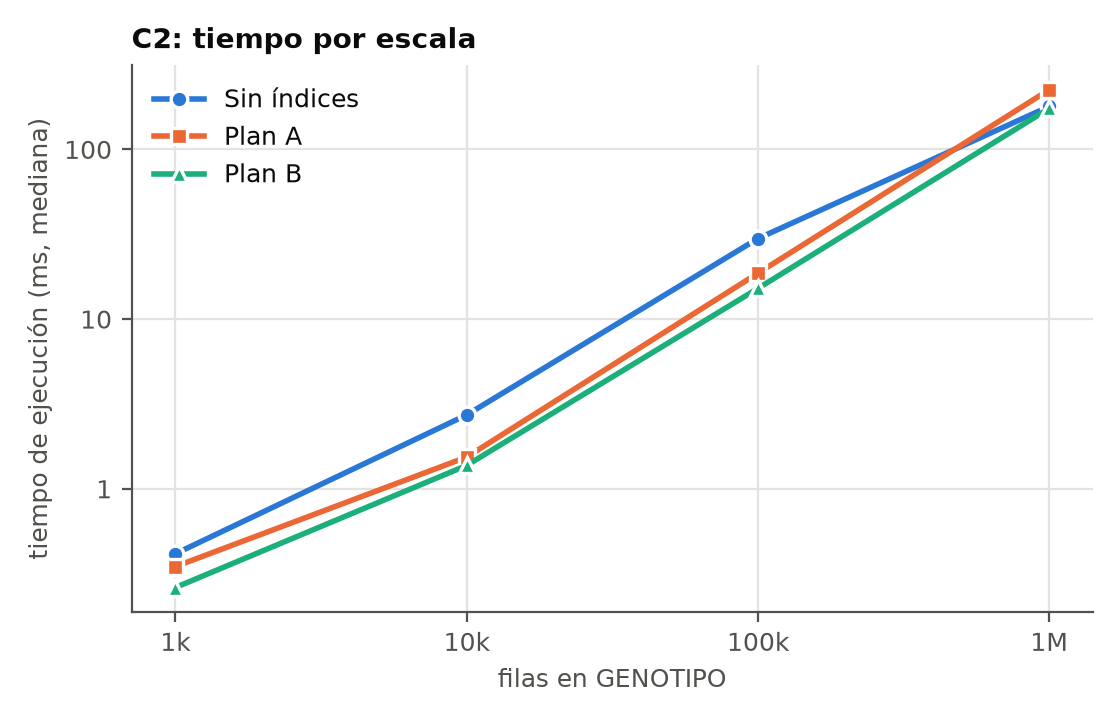 C2: tiempo por escala
Sin índices
Plan A
Plan B
tiempo de ejecución (ms, mediana)
100
10
1
1k
10k
100k
1M
filas en GENOTIPO